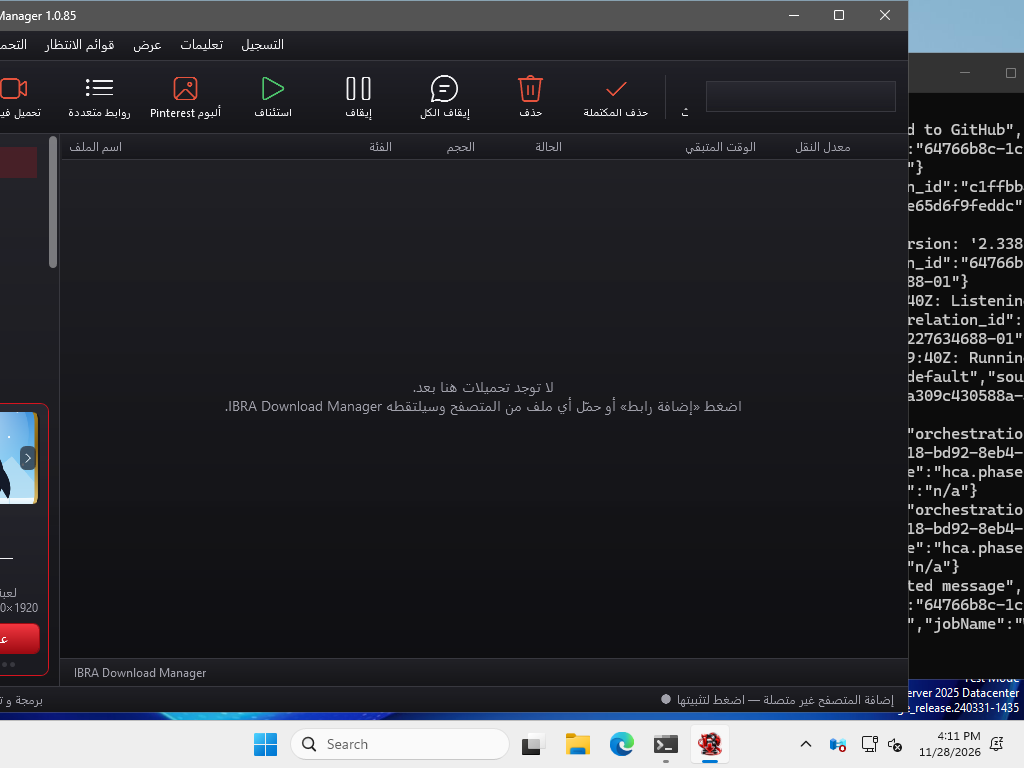 Manager 1.0.85
التسجيل
تعليمات
عرض
قوائم الانتظار
روابط متعددة
ألبوم Pinterest
استئناف
إيقاف
إيقاف الكل
حذف
حذف المكتملة
اسم الملف
الفئة
الحجم
الحالة
الوقت المتبقي
معدل النقل
لا توجد تحميلات هنا بعد.
اضغط «إضافة رابط» أو حمّل أي ملف من المتصفح وسيلتقطه IBRA Download Manager.
0×1920
IBRA Download Manager
إضافة المتصفح غير متصلة — اضغط لتثبيتها
برمجة و
d to GitHub",
:"64766b8c-1c
"}
n_id":"c1ffbb
e65d6f9feddc"
rsion: '2.338
n_id":"64766b
88-01"}
40Z: Listenin
relation_id":
227634688-01"
9:40Z: Runnin
default","sou
a309c430588a-
"orchestratio
18-bd92-8eb4-
e":"hca.phase
":"n/a"}
"orchestratio
18-bd92-8eb4-
e":"hca.phase
"n/a"}
ted message",
:"64766b8c-1c
","jobName":"
Test Mode
erver 2025 Datacenter
e_release.240331-1435
Search
4:11 PM
11/28/2026